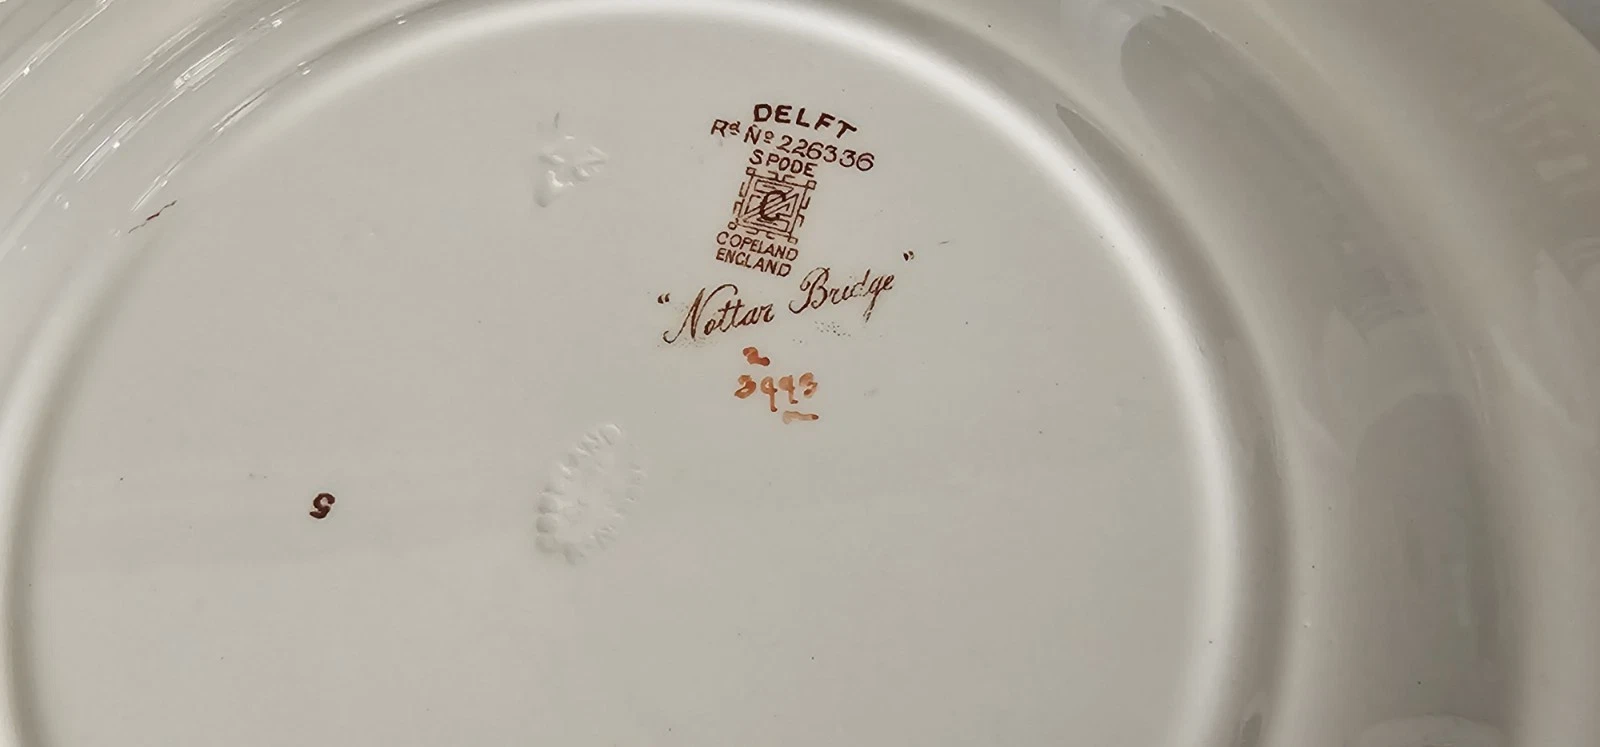 DELFT
Rd No 226336
SPODE
C
COPELAND
ENGLAND
"Nottar Bridge"
2
3993
5